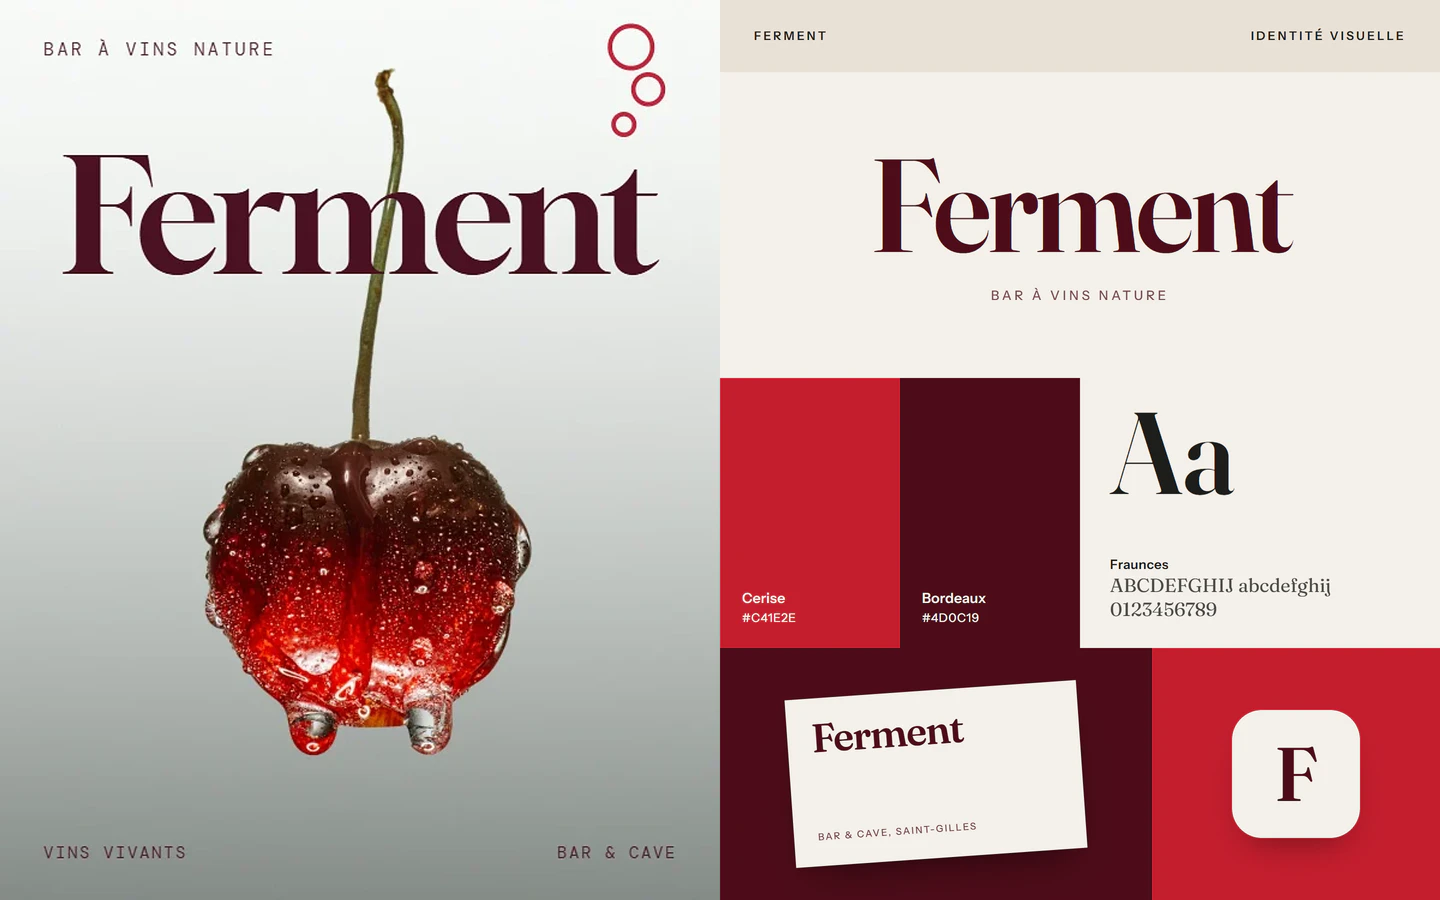 BAR À VINS NATURE
Ferment
VINS VIVANTS
BAR & CAVE
FERMENT
IDENTITÉ VISUELLE
Ferment
BAR À VINS NATURE
Cerise
#C41E2E
Bordeaux
#4D0C19
Aa
Fraunces
ABCDEFGHIJ abcdefghij
0123456789
Ferment
BAR & CAVE, SAINT-GILLES
F